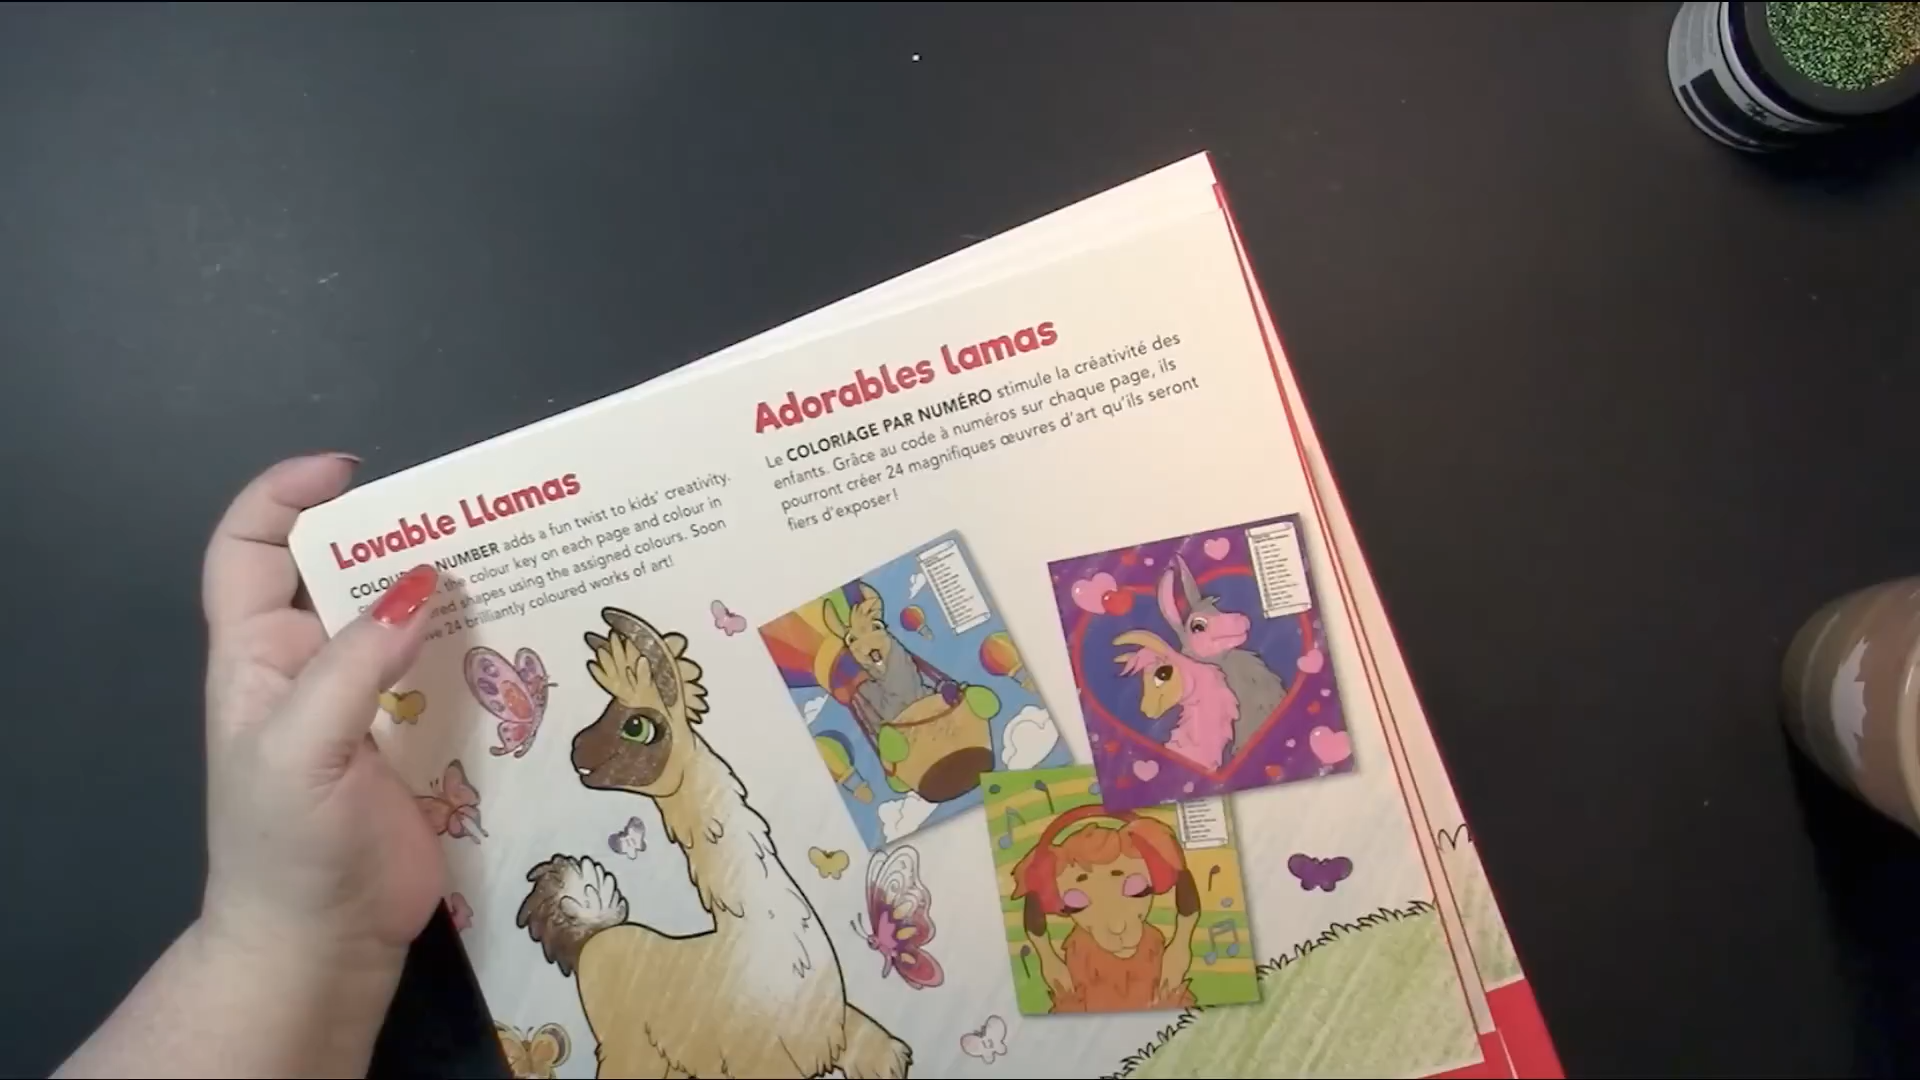 Lovable Llamas
NUMBER adds a fun twist to kids' creativity.
the colour key on each page and colour in
shapes using the assigned colours. Soon
24 brilliantly coloured works of art!
Adorables lamas
Le COLORIAGE PAR NUMÉRO stimule la créativité des
enfants. Grâce au code à numéros sur chaque page, ils
pourront créer 24 magnifiques œuvres d'art qu'ils seront
fiers d'exposer!
11
12